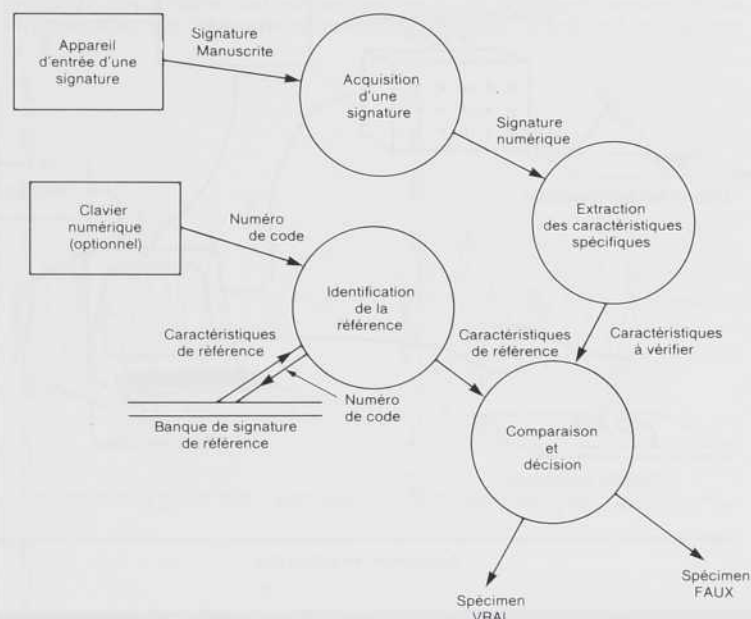 Appareil
d'entrée d'une
signature
Signature
Manuscrite
Acquisition
d'une
signature
Signature
numérique
Extraction
des caractéristiques
spécifiques
Clavier
numérique
(optionnel)
Numéro
de code
Identification
de la
référence
Caractéristiques
de référence
Numéro
de code
Banque de signature
de référence
Caractéristiques
de référence
Caractéristiques
à vérifier
Comparaison
et
décision
Spécimen
VRAI
Spécimen
FAUX